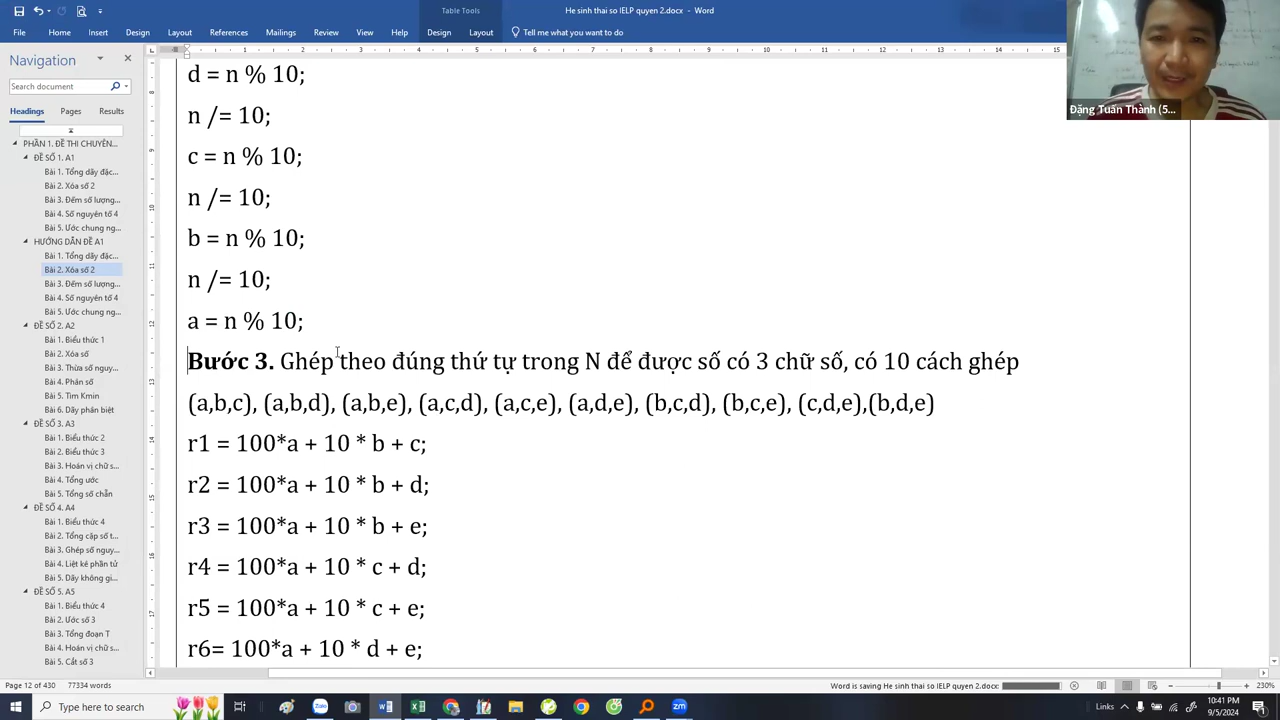 Table Tools
He sinh thai so IELP quyen 2.docx - Word
File Home Insert Design Layout References Mailings Review View Help Design Layout Tell me what you want to do
Đặng Tuấn Thành (5...
Navigation
Search document
Headings Pages Results
PHẦN 1. ĐỀ THI CHUYÊN...
ĐỀ SỐ 1. A1
Bài 1. Tổng dãy đặc...
Bài 2. Xóa số 2
Bài 3. Đếm số lượng...
Bài 4. Số nguyên tố 4
Bài 5. Ước chung ng...
HƯỚNG DẪN ĐỀ A1
Bài 1. Tổng dãy đặc...
Bài 2. Xóa số 2
Bài 3. Đếm số lượng...
Bài 4. Số nguyên tố 4
Bài 5. Ước chung ng...
ĐỀ SỐ 2. A2
Bài 1. Biểu thức 1
Bài 2. Xóa số
Bài 3. Thừa số nguy...
Bài 4. Phân số
Bài 5. Tìm Kmin
Bài 6. Dãy phân biệt
ĐỀ SỐ 3. A3
Bài 1. Biểu thức 2
Bài 2. Biểu thức 3
Bài 3. Hoán vị chữ s...
Bài 4. Tổng ước
Bài 5. Tổng số chẵn
ĐỀ SỐ 4. A4
Bài 1. Biểu thức 4
Bài 2. Tổng cặp số t...
Bài 3. Ghép số nguy...
Bài 4. Liệt kê phần tử
Bài 5. Dãy không gi...
ĐỀ SỐ 5. A5
Bài 1. Biểu thức 4
Bài 2. Ước số 3
Bài 3. Tổng đoạn T
Bài 4. Hoán vị chữ s...
Bài 5. Cắt số 3
d = n % 10;
n /= 10;
c = n % 10;
n /= 10;
b = n % 10;
n /= 10;
a = n % 10;
Bước 3. Ghép theo đúng thứ tự trong N để được số có 3 chữ số, có 10 cách ghép
(a,b,c), (a,b,d), (a,b,e), (a,c,d), (a,c,e), (a,d,e), (b,c,d), (b,c,e), (c,d,e),(b,d,e)
r1 = 100*a + 10 * b + c;
r2 = 100*a + 10 * b + d;
r3 = 100*a + 10 * b + e;
r4 = 100*a + 10 * c + d;
r5 = 100*a + 10 * c + e;
r6= 100*a + 10 * d + e;
Page 12 of 430 77334 words
Word is saving He sinh thai so IELP quyen 2.docx:
230%
Type here to search
Links
10:41 PM
9/5/2024